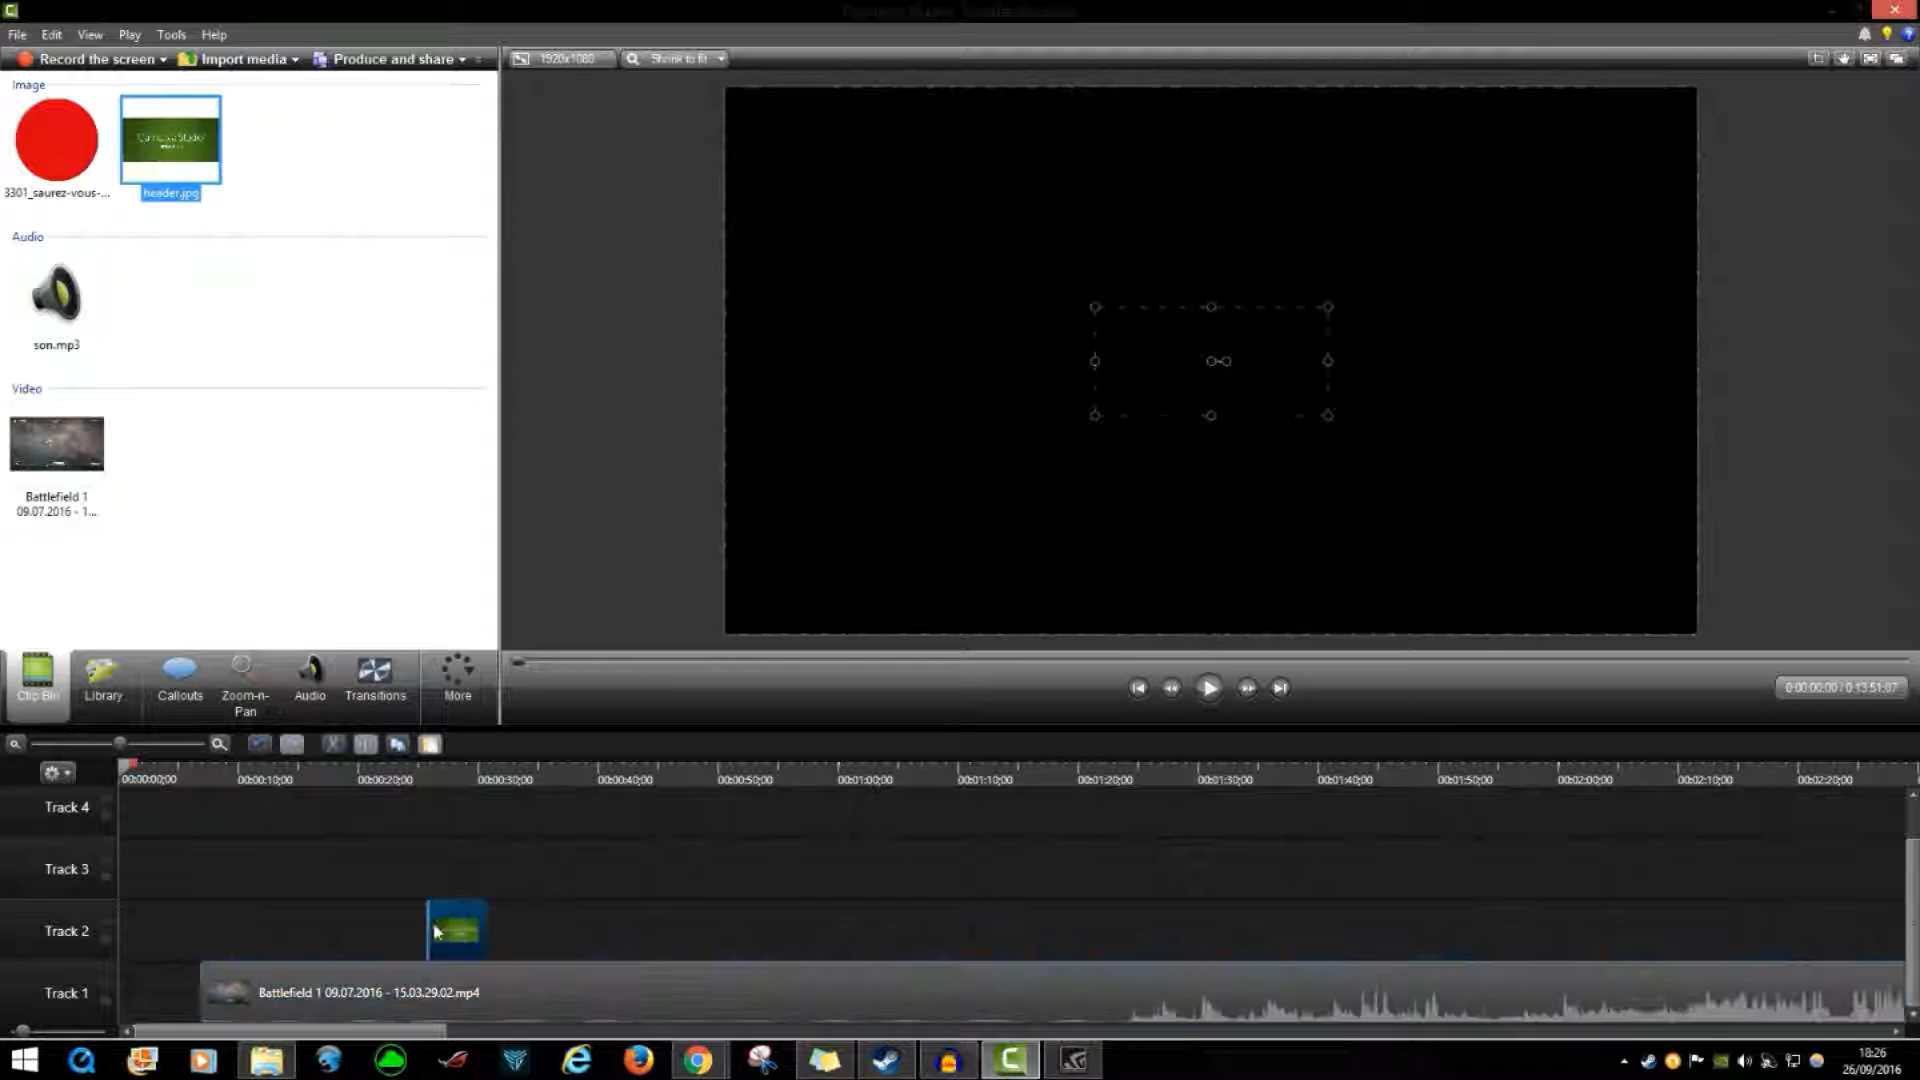 File Edit View Play Tools Help
Record the screen Import media Produce and share 1920x1080 Shrink to fit
Image
Camtasia Studio
3301_saurez-vous-... header.jpg
Audio
son.mp3
Video
Battlefield 1
09.07.2016 - 1...
Clip Bin Library Callouts Zoom-n-Pan Audio Transitions More
0:00:00;00 / 0:13:51;07
00:00:00;00 00:00:10;00 00:00:20;00 00:00:30;00 00:00:40;00 00:00:50;00 00:01:00;00 00:01:10;00 00:01:20;00 00:01:30;00 00:01:40;00 00:01:50;00 00:02:00;00 00:02:10;00 00:02:20;00
Track 4
Track 3
Track 2
Track 1 Battlefield 1 09.07.2016 - 15.03.29.02.mp4
18:26
26/09/2016